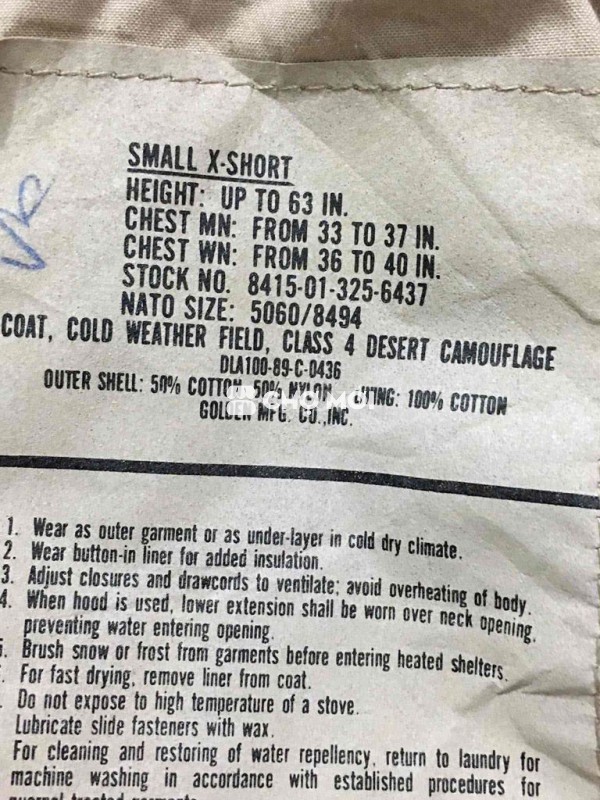 SMALL X-SHORT
HEIGHT: UP TO 63 IN.
CHEST MN: FROM 33 TO 37 IN.
CHEST WN: FROM 36 TO 40 IN.
STOCK NO. 8415-01-325-6437
NATO SIZE: 5060/8494
COAT, COLD WEATHER FIELD, CLASS 4 DESERT CAMOUFLAGE
DLA100-89-C-0436
OUTER SHELL: 50% COTTON, 50% NYLON 100% COTTON
CHỢ MỚI
GOLDEN MFG. CO.,INC.
1. Wear as outer garment or as under-layer in cold dry climate.
2. Wear button-in liner for added insulation.
3. Adjust closures and drawcords to ventilate; avoid overheating of body.
4. When hood is used, lower extension shall be worn over neck opening,
preventing water entering opening.
Brush snow or frost from garments before entering heated shelters.
For fast drying, remove liner from coat.
Do not expose to high temperature of a stove.
Lubricate slide fasteners with wax.
For cleaning and restoring of water repellency, return to laundry for
machine washing in accordance with established procedures for